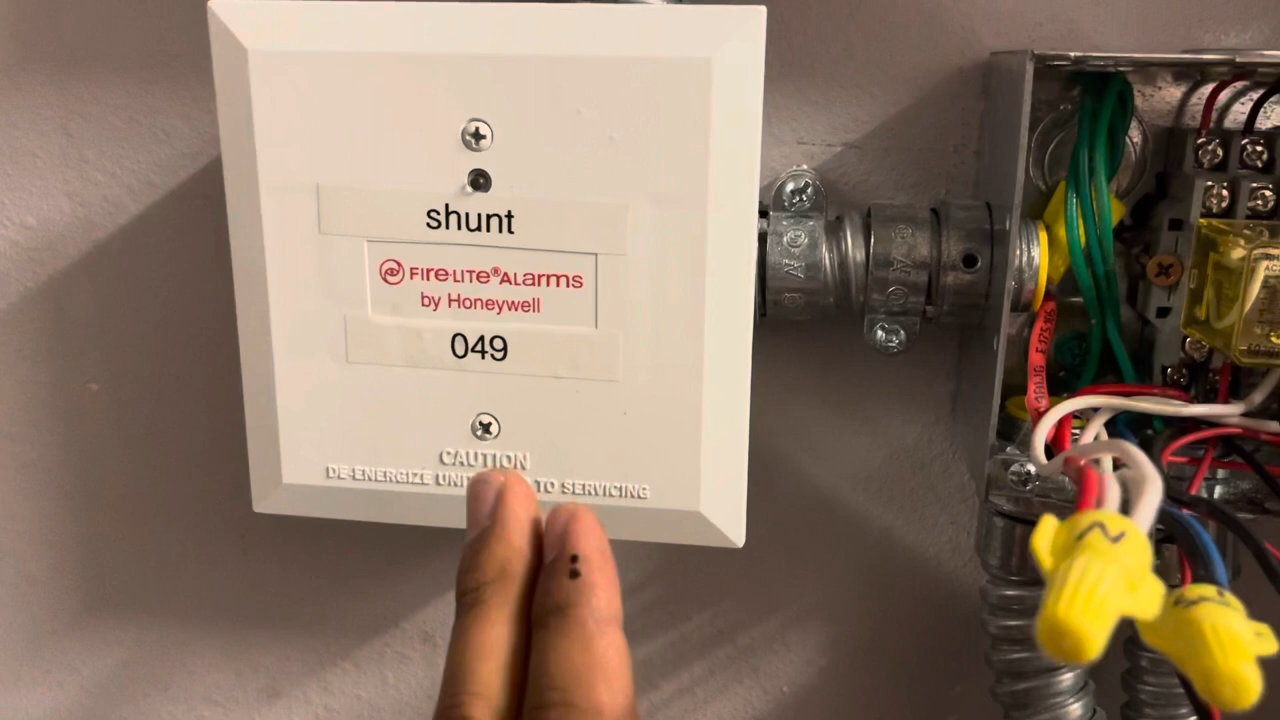 shunt
FIRE·LITE®ALARMS
by Honeywell
049
CAUTION
DE-ENERGIZE UNIT TO SERVICING